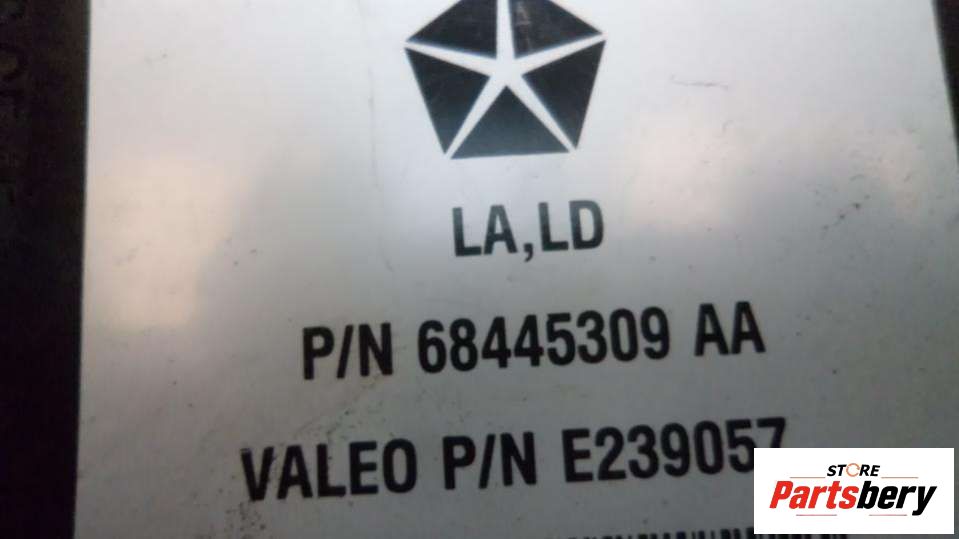 LA,LD
P/N 68445309 AA
VALEO P/N E239057
STORE
Partsbery